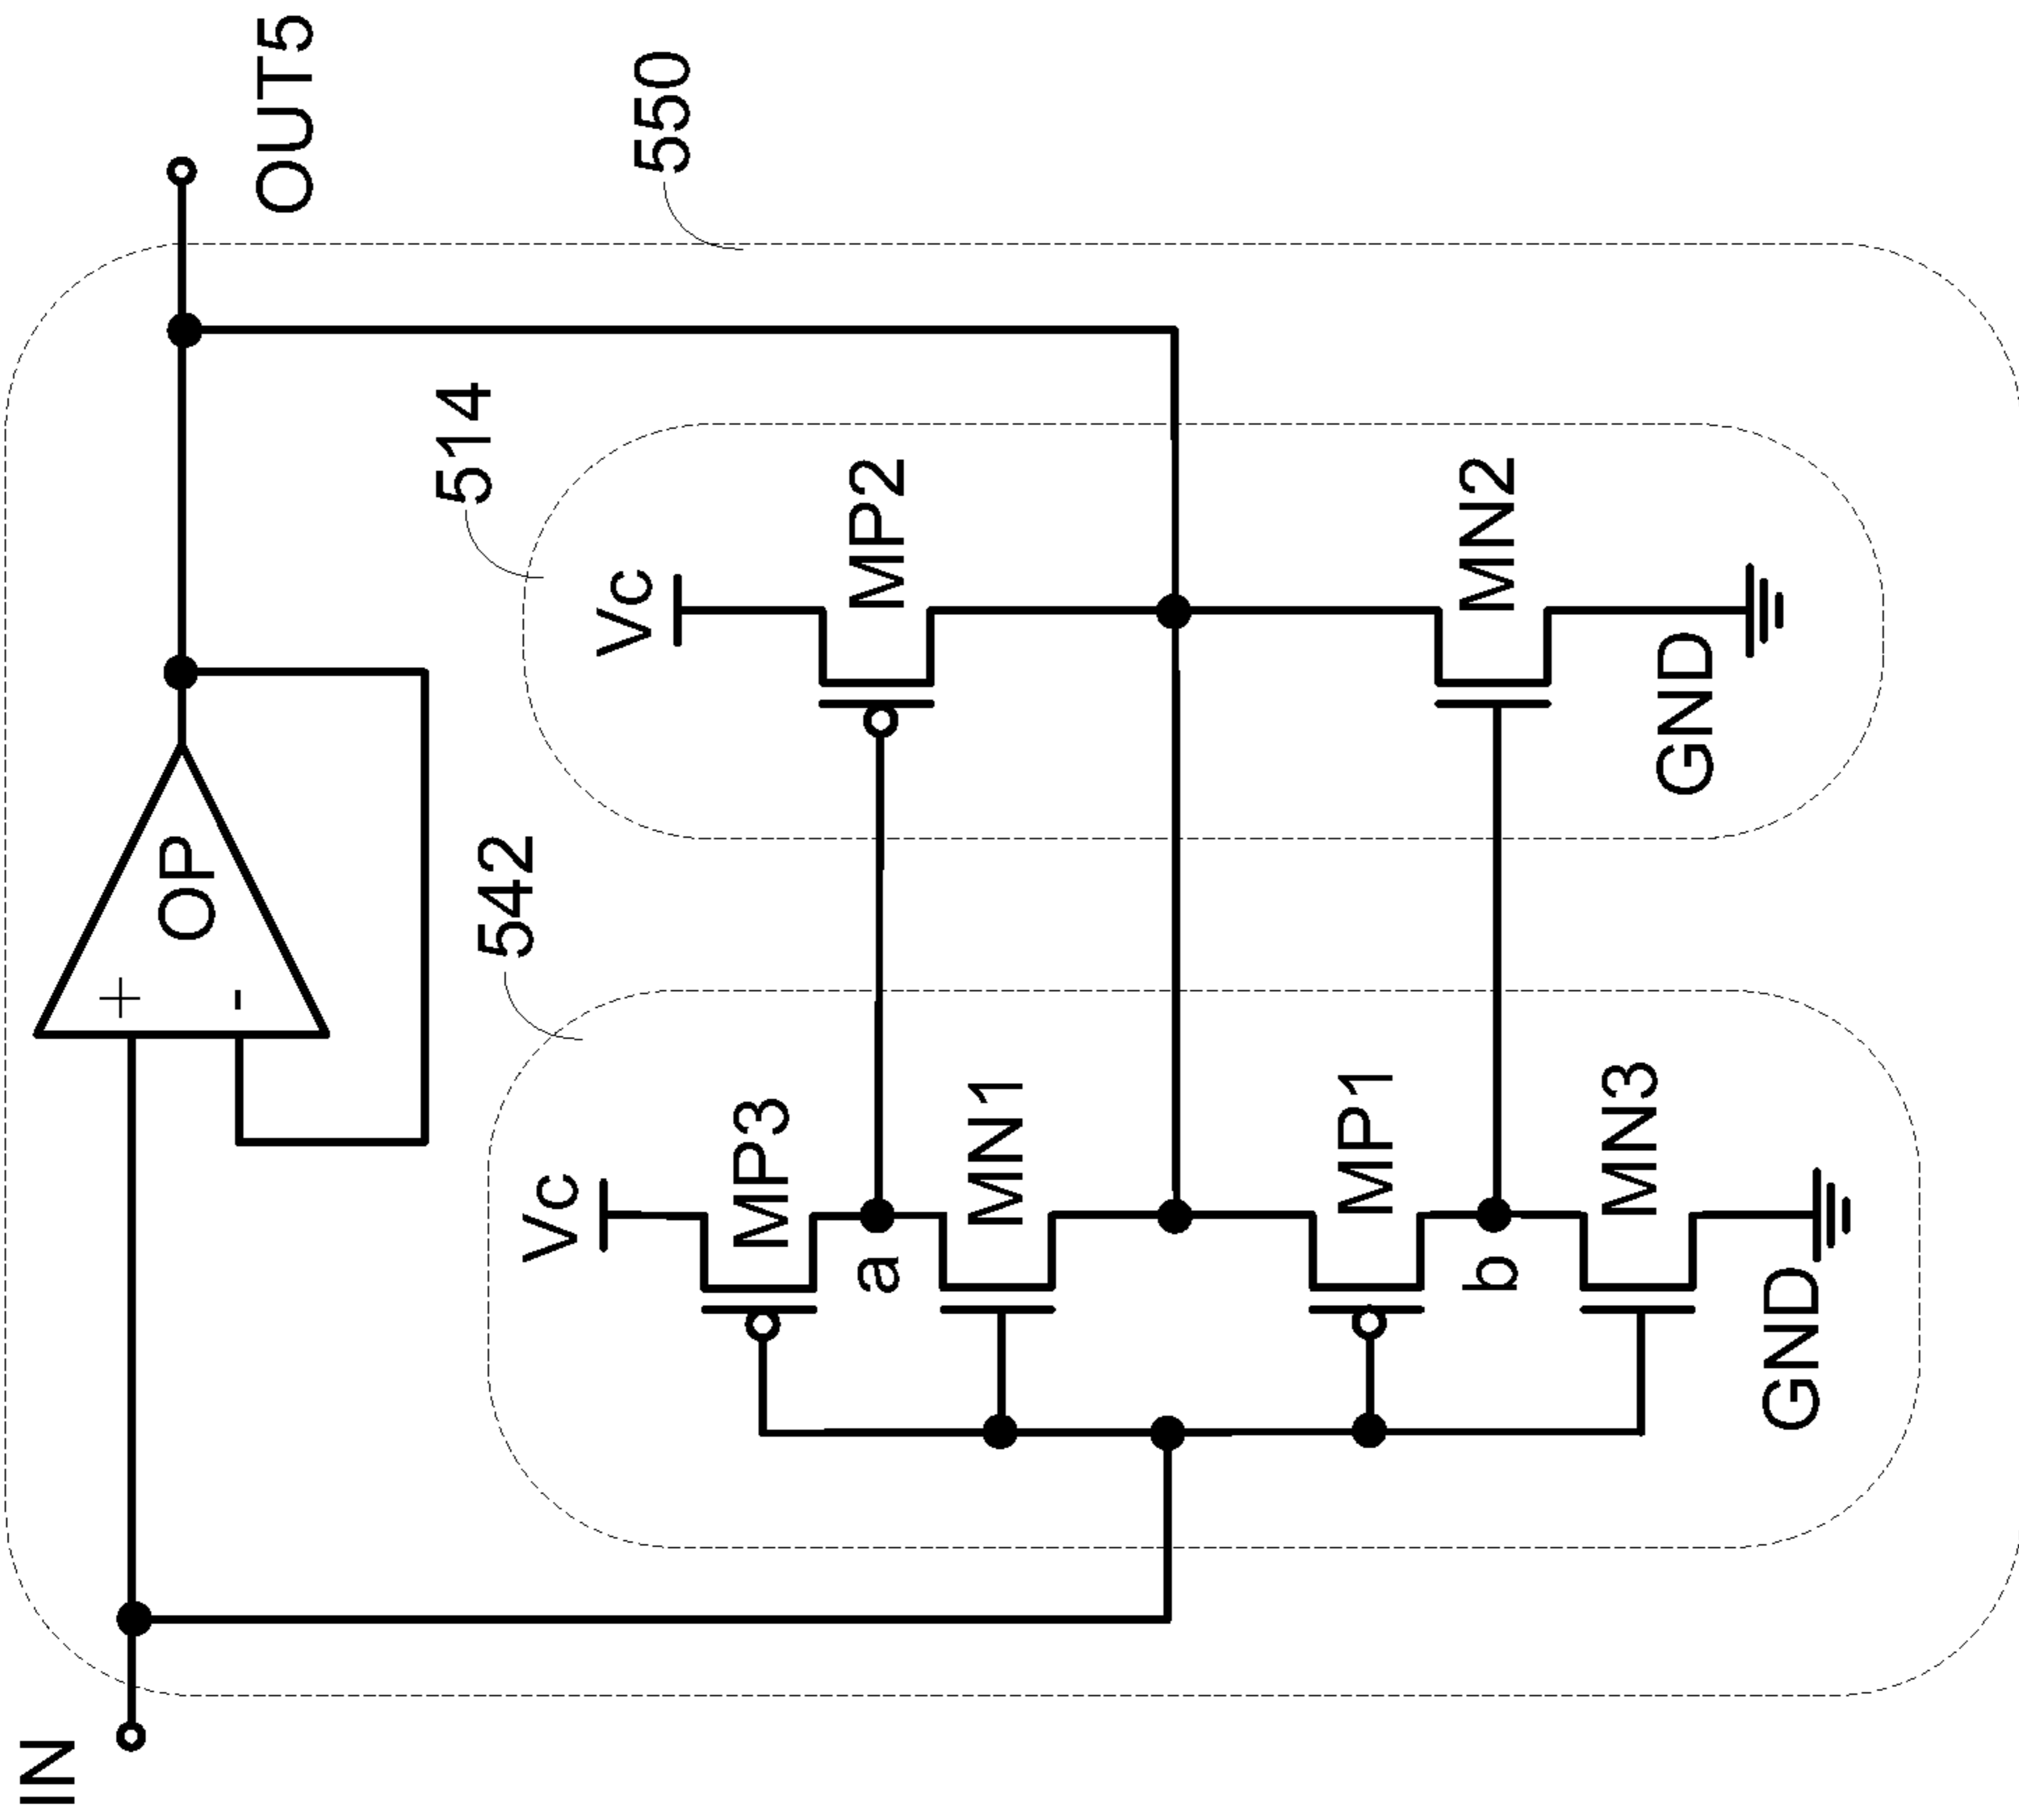 IN
OUT5
+
-
OP
550
542
514
Vc
MP3
a
MN1
MP1
b
MN3
GND
Vc
MP2
MN2
GND